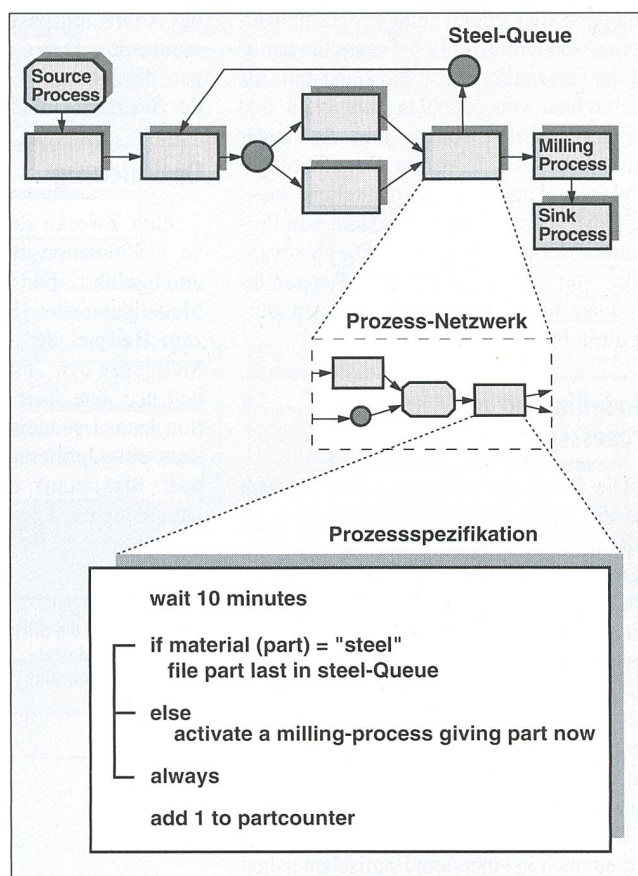 Steel-Queue
Source
Process
Milling
Process
Sink
Process
Prozess-Netzwerk
Prozessspezifikation
wait 10 minutes
if material (part) = "steel"
file part last in steel-Queue
else
activate a milling-process giving part now
always
add 1 to partcounter